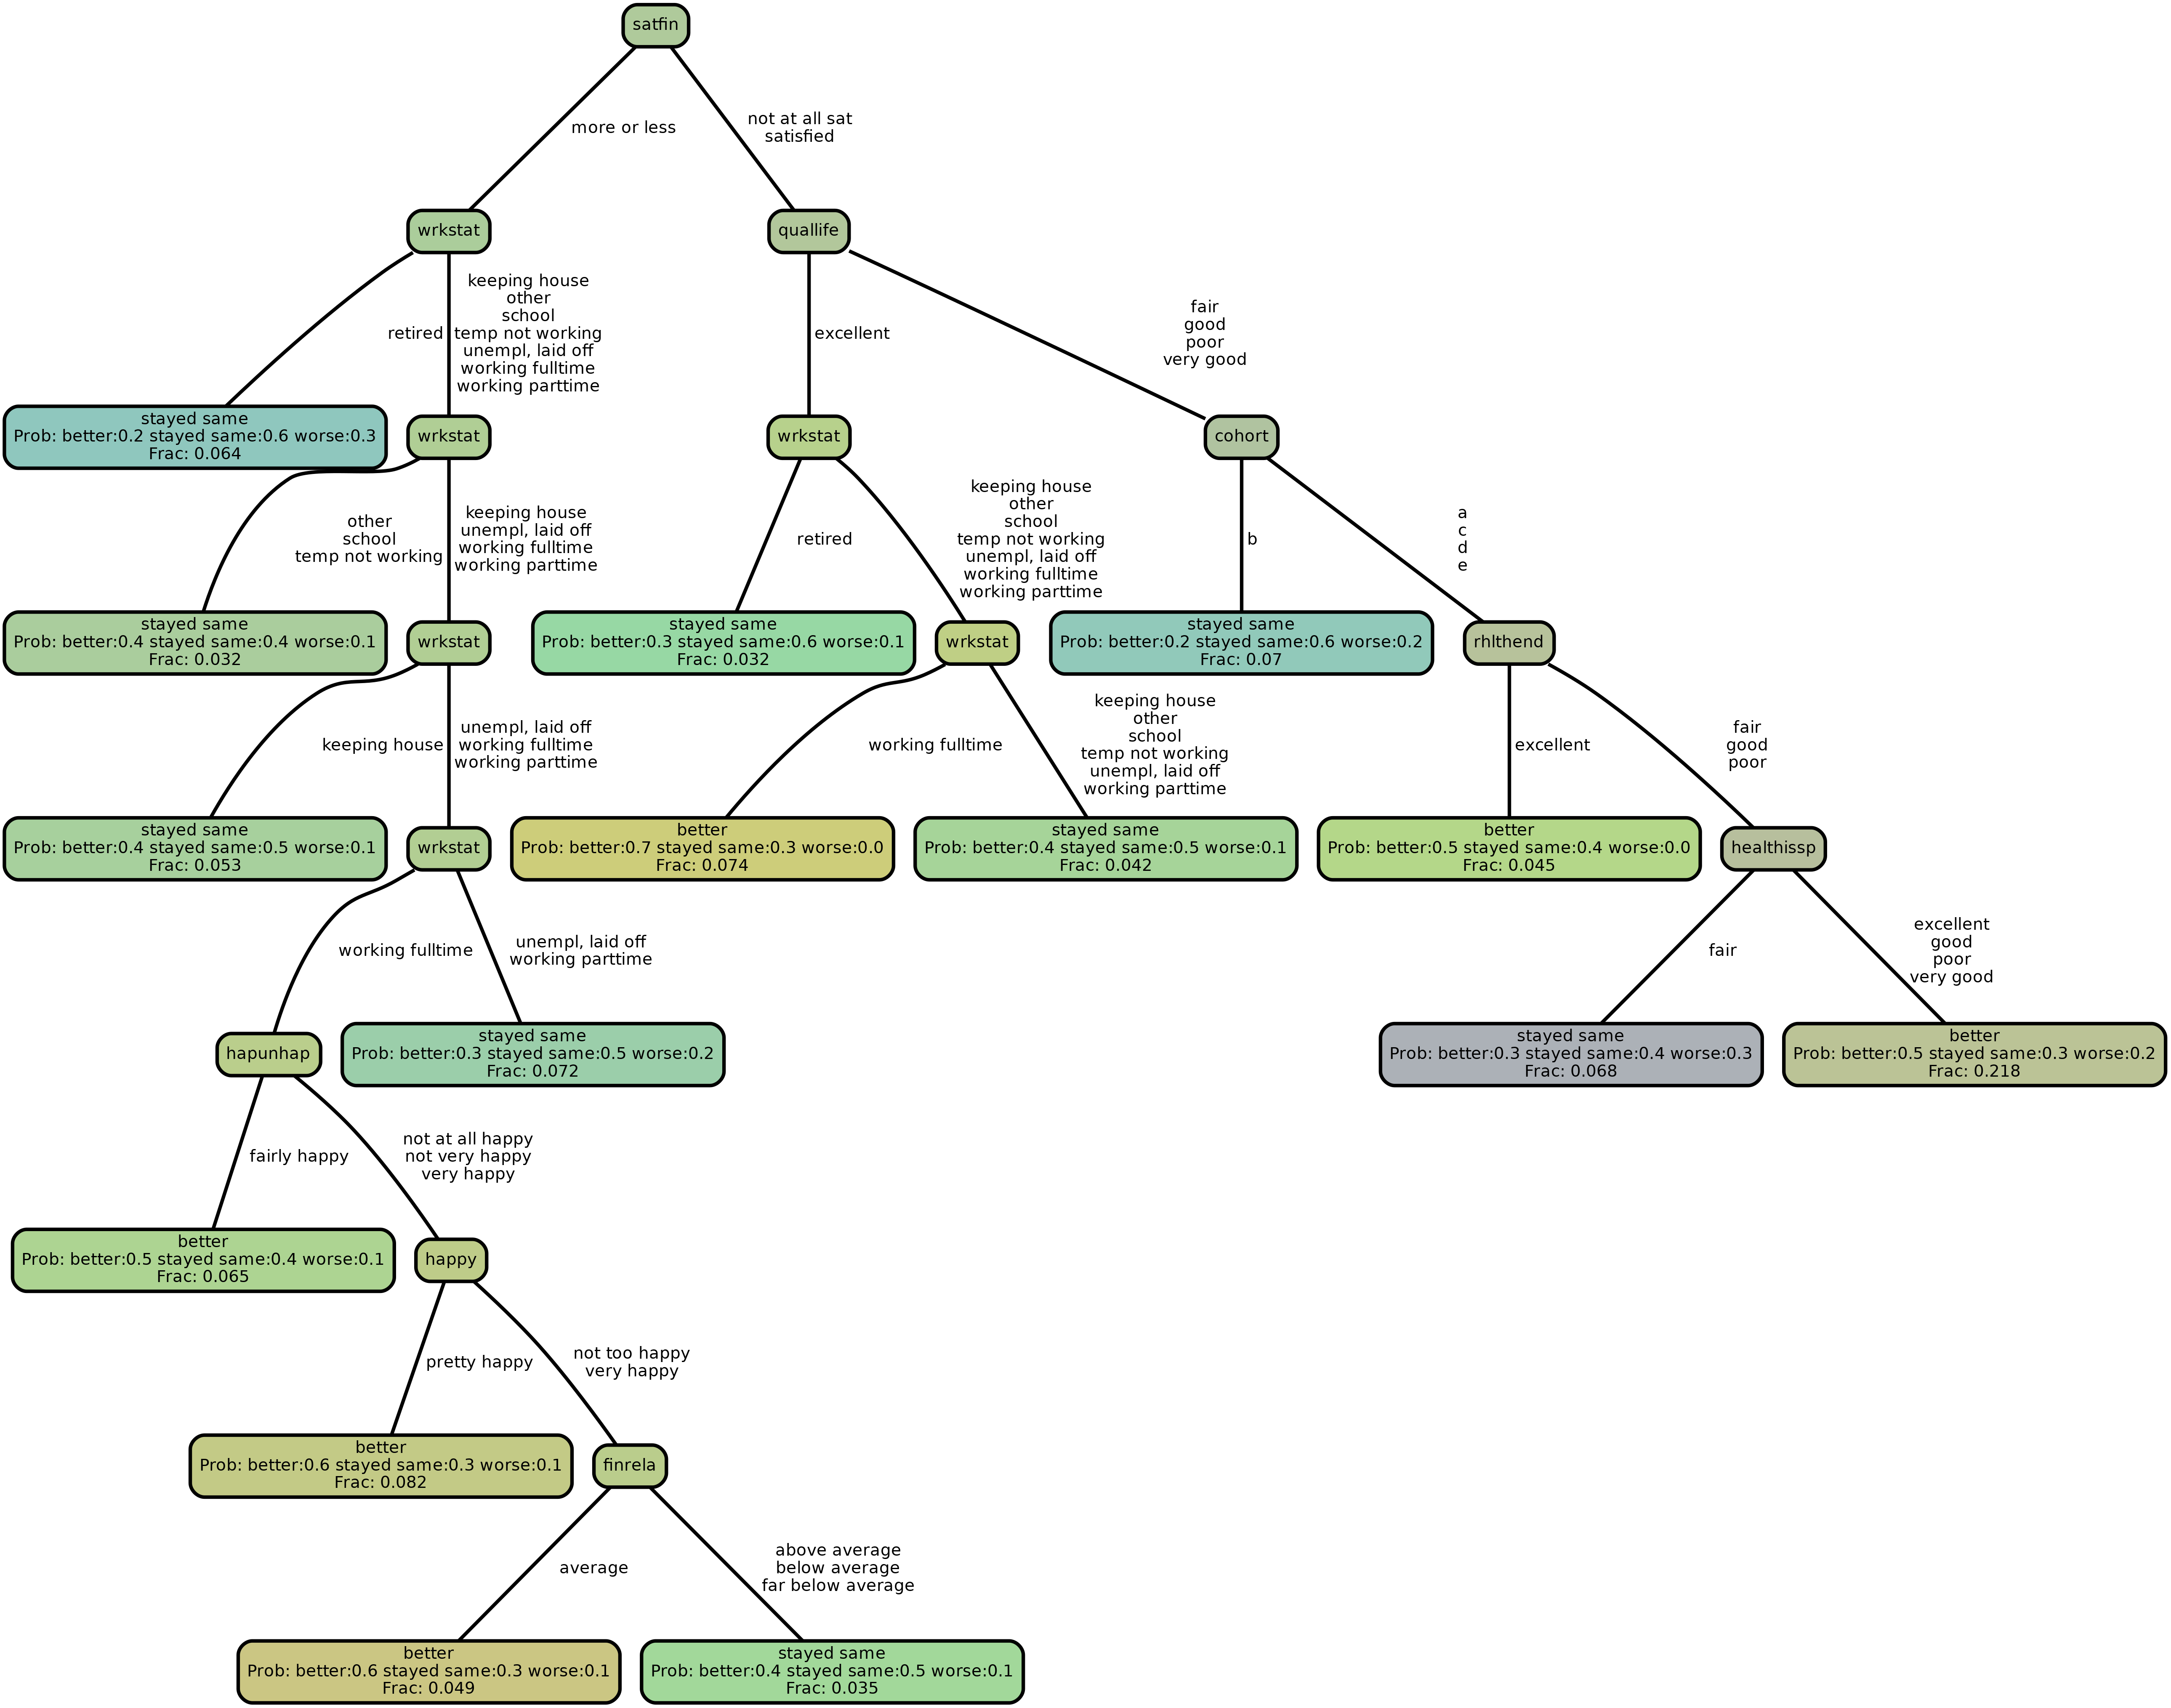 satfin
more or less
not at all sat
satisfied
wrkstat
quallife
retired
keeping house
other
school
temp not working
unempl, laid off
working fulltime
working parttime
excellent
fair
good
poor
very good
stayed same
Prob: better:0.2 stayed same:0.6 worse:0.3
Frac: 0.064
wrkstat
wrkstat
cohort
other
school
temp not working
keeping house
unempl, laid off
working fulltime
working parttime
retired
keeping house
other
school
temp not working
unempl, laid off
working fulltime
working parttime
b
a
c
d
e
stayed same
Prob: better:0.4 stayed same:0.4 worse:0.1
Frac: 0.032
wrkstat
stayed same
Prob: better:0.3 stayed same:0.6 worse:0.1
Frac: 0.032
wrkstat
stayed same
Prob: better:0.2 stayed same:0.6 worse:0.2
Frac: 0.07
rhlthend
keeping house
unempl, laid off
working fulltime
working parttime
working fulltime
keeping house
other
school
temp not working
unempl, laid off
working parttime
excellent
fair
good
poor
stayed same
Prob: better:0.4 stayed same:0.5 worse:0.1
Frac: 0.053
wrkstat
better
Prob: better:0.7 stayed same:0.3 worse:0.0
Frac: 0.074
stayed same
Prob: better:0.4 stayed same:0.5 worse:0.1
Frac: 0.042
better
Prob: better:0.5 stayed same:0.4 worse:0.0
Frac: 0.045
healthissp
working fulltime
unempl, laid off
working parttime
fair
excellent
good
poor
very good
hapunhap
stayed same
Prob: better:0.3 stayed same:0.5 worse:0.2
Frac: 0.072
stayed same
Prob: better:0.3 stayed same:0.4 worse:0.3
Frac: 0.068
better
Prob: better:0.5 stayed same:0.3 worse:0.2
Frac: 0.218
fairly happy
not at all happy
not very happy
very happy
better
Prob: better:0.5 stayed same:0.4 worse:0.1
Frac: 0.065
happy
pretty happy
not too happy
very happy
better
Prob: better:0.6 stayed same:0.3 worse:0.1
Frac: 0.082
finrela
average
above average
below average
far below average
better
Prob: better:0.6 stayed same:0.3 worse:0.1
Frac: 0.049
stayed same
Prob: better:0.4 stayed same:0.5 worse:0.1
Frac: 0.035